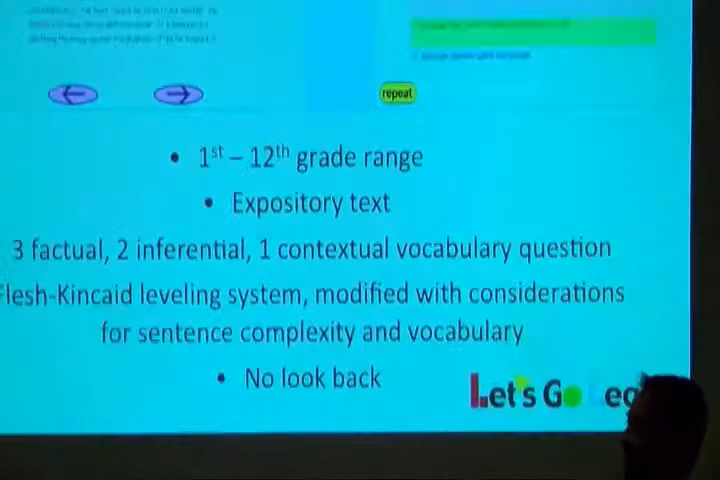 repeat
• 1st – 12th grade range
• Expository text
3 factual, 2 inferential, 1 contextual vocabulary question
Flesh-Kincaid leveling system, modified with considerations
for sentence complexity and vocabulary
• No look back
Let's Go